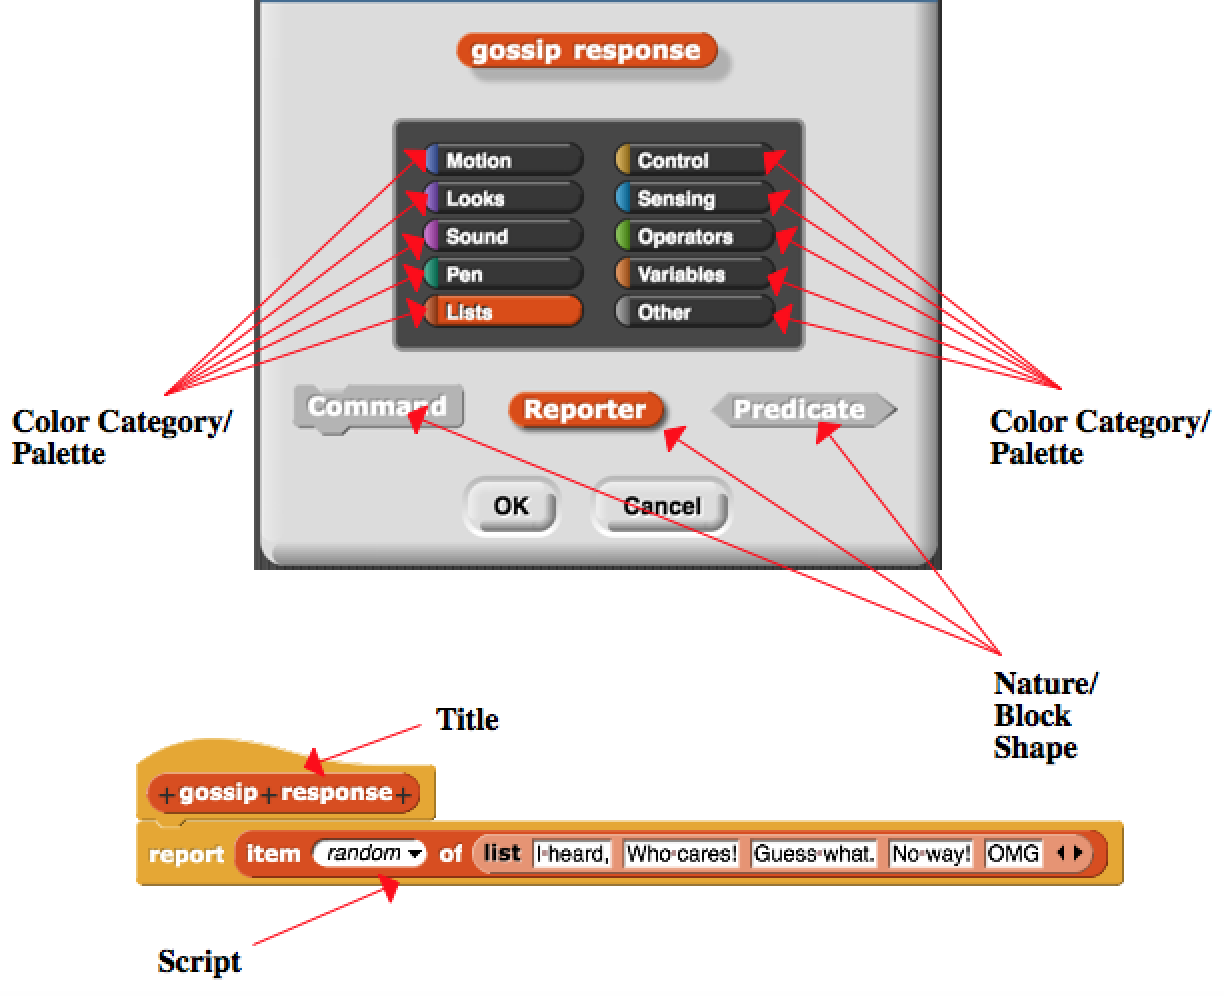 gossip response
Motion
Control
Looks
Sensing
Sound
Operators
Pen
Variables
Lists
Other
Color Category/
Palette
Command
Reporter
Predicate
Color Category/
Palette
OK
Cancel
Nature/
Block
Shape
Title
+ gossip + response +
report item random of list I heard, Who cares! Guess what. No way! OMG
Script